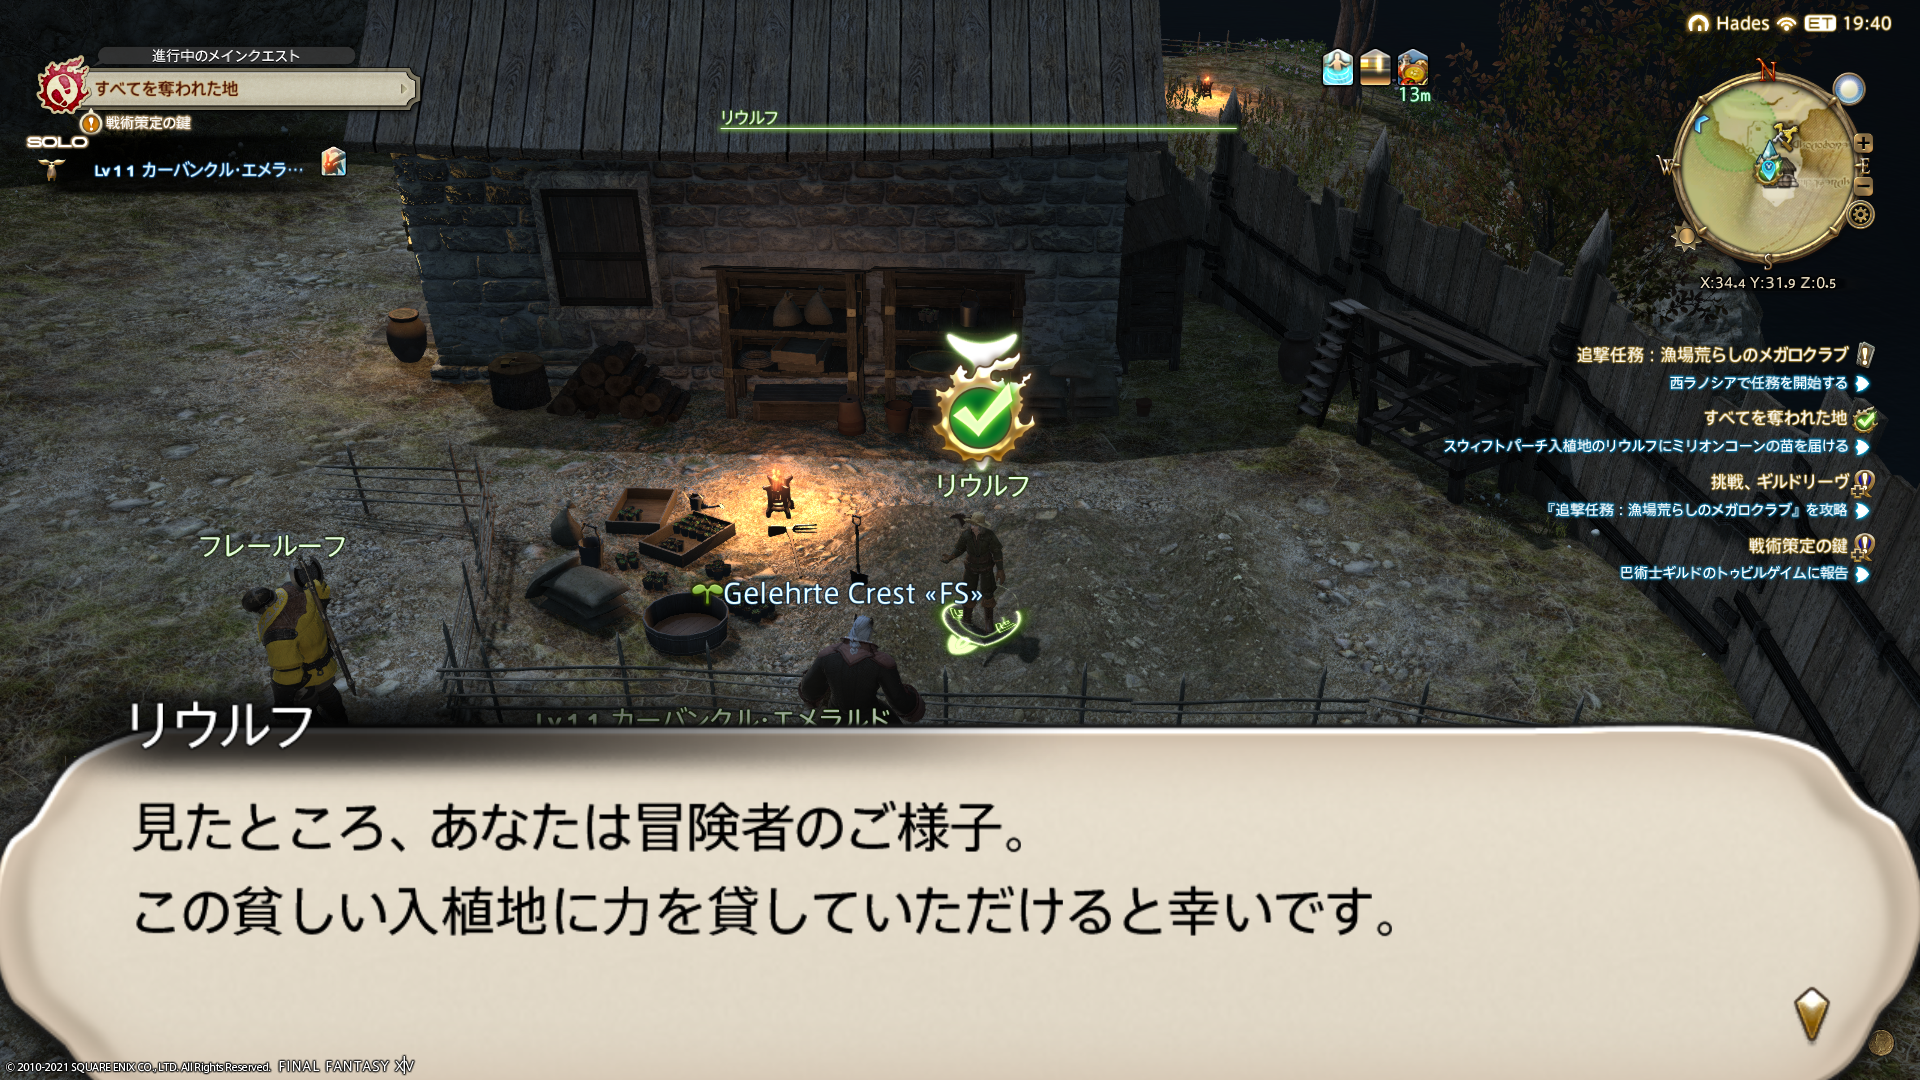 進行中のメインクエスト
すべてを奪われた地
戦術策定の鍵
SOLO
Lv11 カーバンクル・エメラ…
リウルフ
13m
Hades ET 19:40
N
W
E
S
X:34.4 Y:31.9 Z:0.5
追撃任務：漁場荒らしのメガロクラブ
西ラノシアで任務を開始する
すべてを奪われた地
スウィフトパーチ入植地のリウルフにミリオンコーンの苗を届ける
挑戦、ギルドリーヴ
『追撃任務：漁場荒らしのメガロクラブ』を攻略
戦術策定の鍵
巴術士ギルドのトゥビルゲイムに報告
リウルフ
フレールーフ
Gelehrte Crest «FS»
Lv11 カーバンクル・エメラルド
リウルフ
見たところ、あなたは冒険者のご様子。
この貧しい入植地に力を貸していただけると幸いです。
© 2010-2021 SQUARE ENIX CO., LTD. All Rights Reserved. FINAL FANTASY XIV